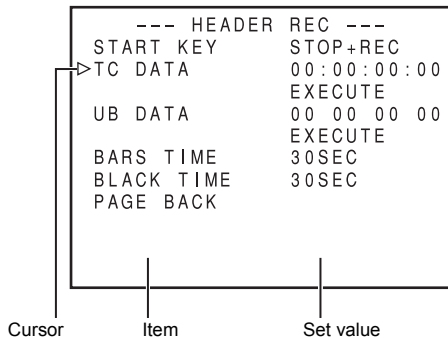 --- HEADER REC ---
START KEY STOP+REC
TC DATA 00:00:00:00
EXECUTE
UB DATA 00 00 00 00
EXECUTE
BARS TIME 30SEC
BLACK TIME 30SEC
PAGE BACK
Cursor Item Set value